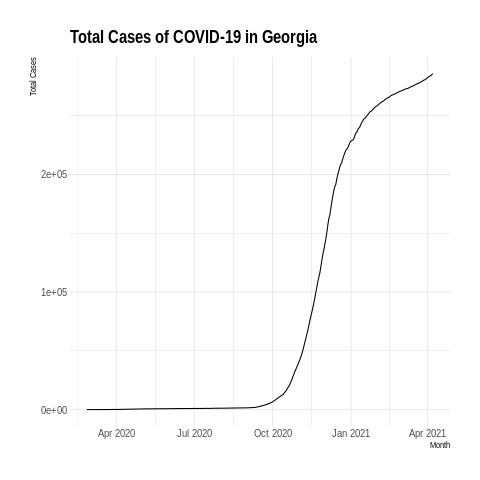 Total Cases of COVID-19 in Georgia
Total Cases
2e+05
1e+05
0e+00
Apr 2020 Jul 2020 Oct 2020 Jan 2021 Apr 2021
Month